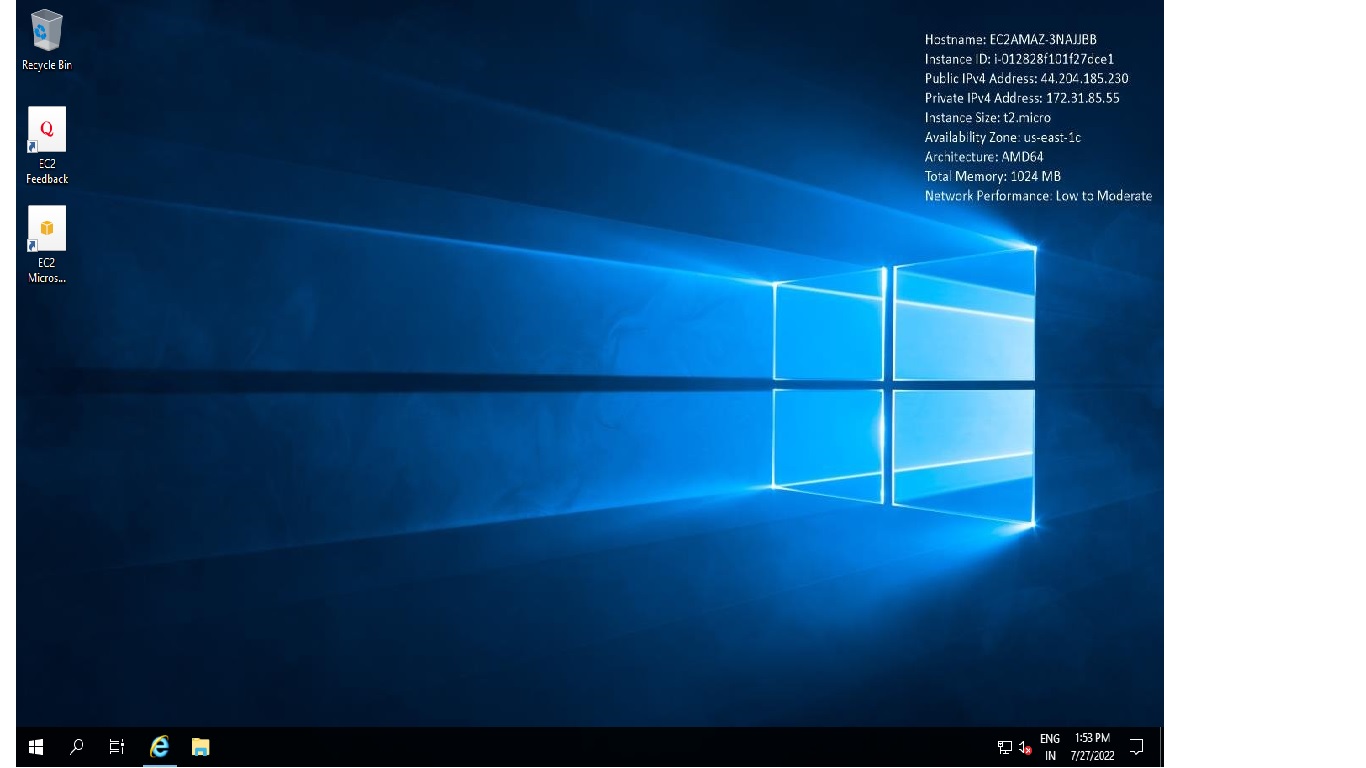 Recycle Bin
EC2
Feedback
EC2
Micros...
Hostname: EC2AMAZ-3NAJJBB
Instance ID: i-012828f101f27dce1
Public IPv4 Address: 44.204.185.230
Private IPv4 Address: 172.31.85.55
Instance Size: t2.micro
Availability Zone: us-east-1c
Architecture: AMD64
Total Memory: 1024 MB
Network Performance: Low to Moderate
ENG
IN
1:53 PM
7/27/2022